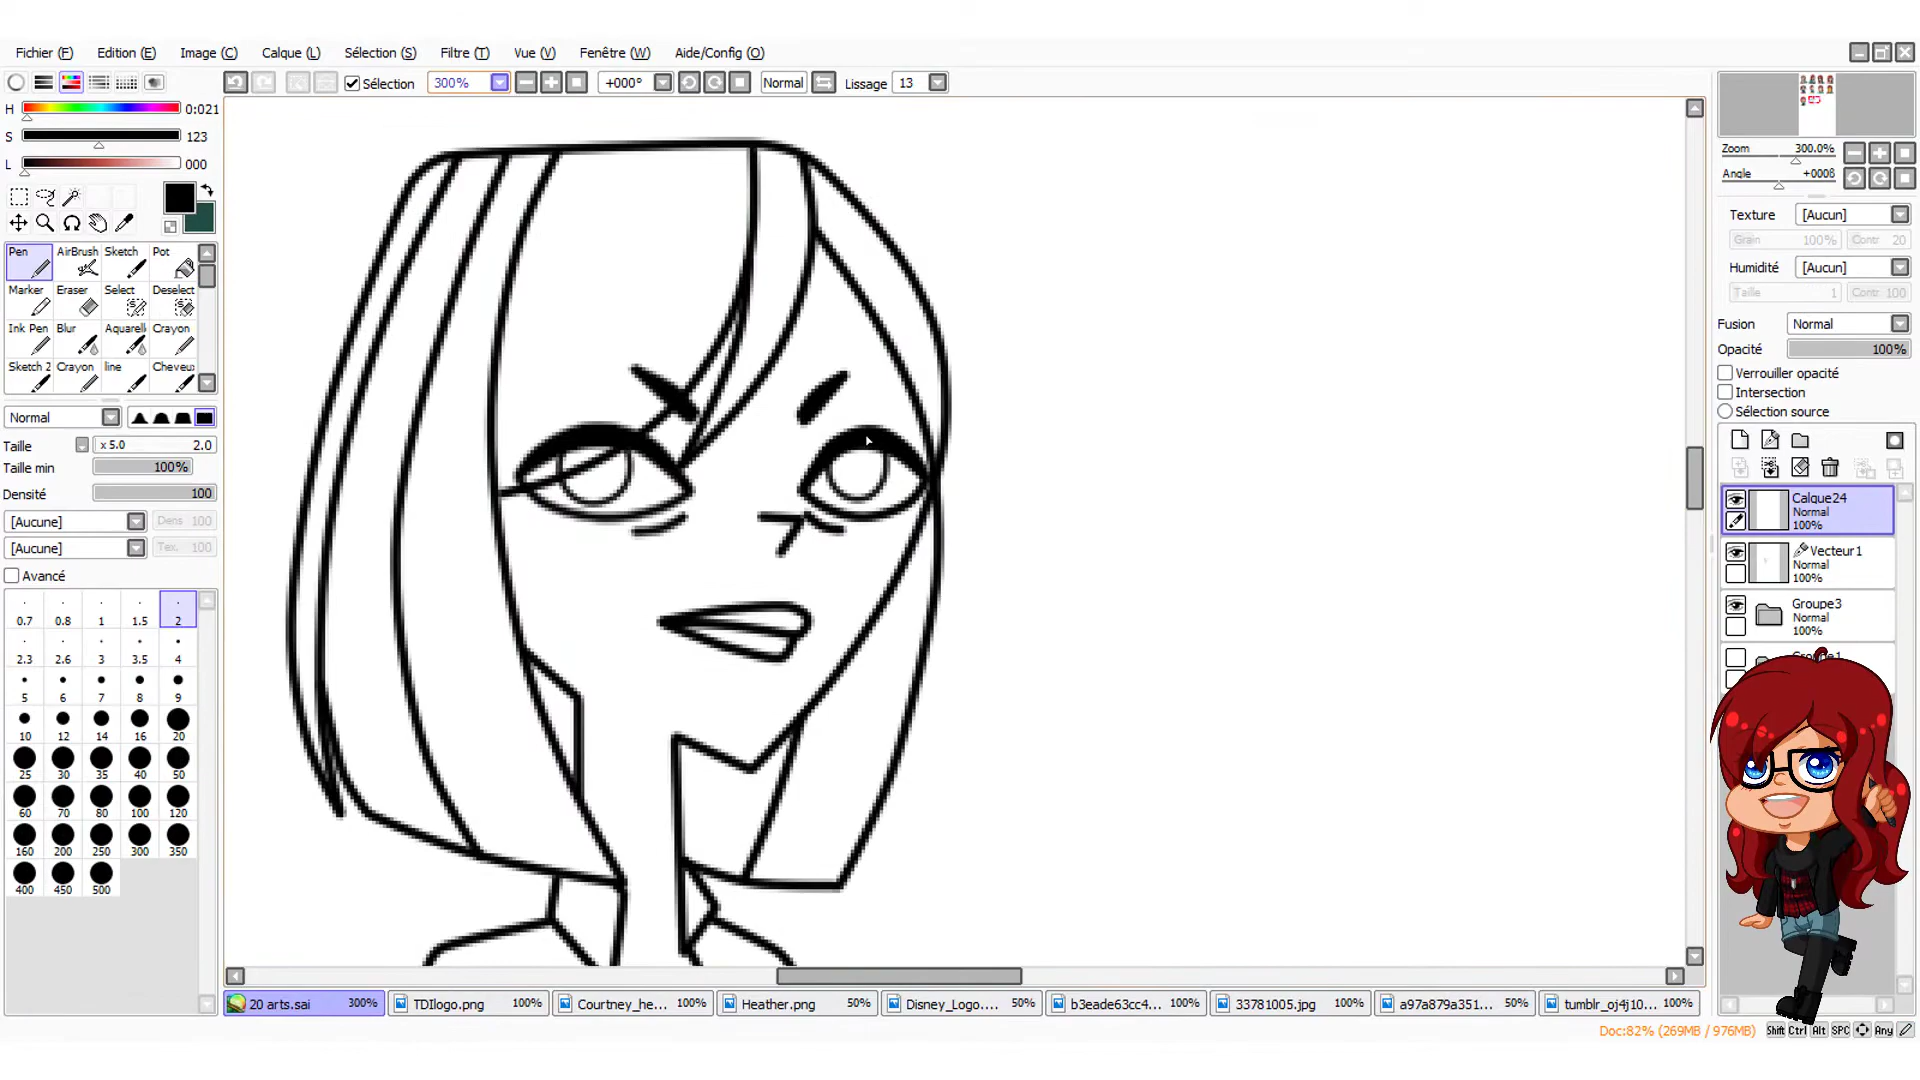 Fichier (F) Edition (E) Image (C) Calque (L) Sélection (S) Filtre (T) Vue (V) Fenêtre (W) Aide/Config (O)
Sélection 300% +000° Normal Lissage 13
H 0:021
S 123
L 000
Pen AirBrush Sketch Pot
Marker Eraser Select Deselect
Ink Pen Blur Aquarell Crayon
Sketch 2 Crayon line Cheveux
Normal
Taille x 5.0 2.0
Taille min 100%
Densité 100
[Aucune] Dens 100
[Aucune] Tex. 100
Avancé
0.7 0.8 1 1.5 2
2.3 2.6 3 3.5 4
5 6 7 8 9
10 12 14 16 20
25 30 35 40 50
60 70 80 100 120
160 200 250 300 350
400 450 500
Zoom 300.0%
Angle +000ß
Texture [Aucun]
Grain 100% Contr 20
Humidité [Aucun]
Taille 1 Contr 100
Fusion Normal
Opacité 100%
Verrouiller opacité
Intersection
Sélection source
Calque24
Normal
100%
Vecteur1
Normal
100%
Groupe3
Normal
100%
20 arts.sai 300% TDIlogo.png 100% Courtney_he... 100% Heather.png 50% Disney_Logo.... 50% b3eade63cc4... 100% 33781005.jpg 100% a97a879a351... 50% tumblr_oj4j10... 100%
Doc:82% (269MB / 976MB) Shift Ctrl Alt SPC Any